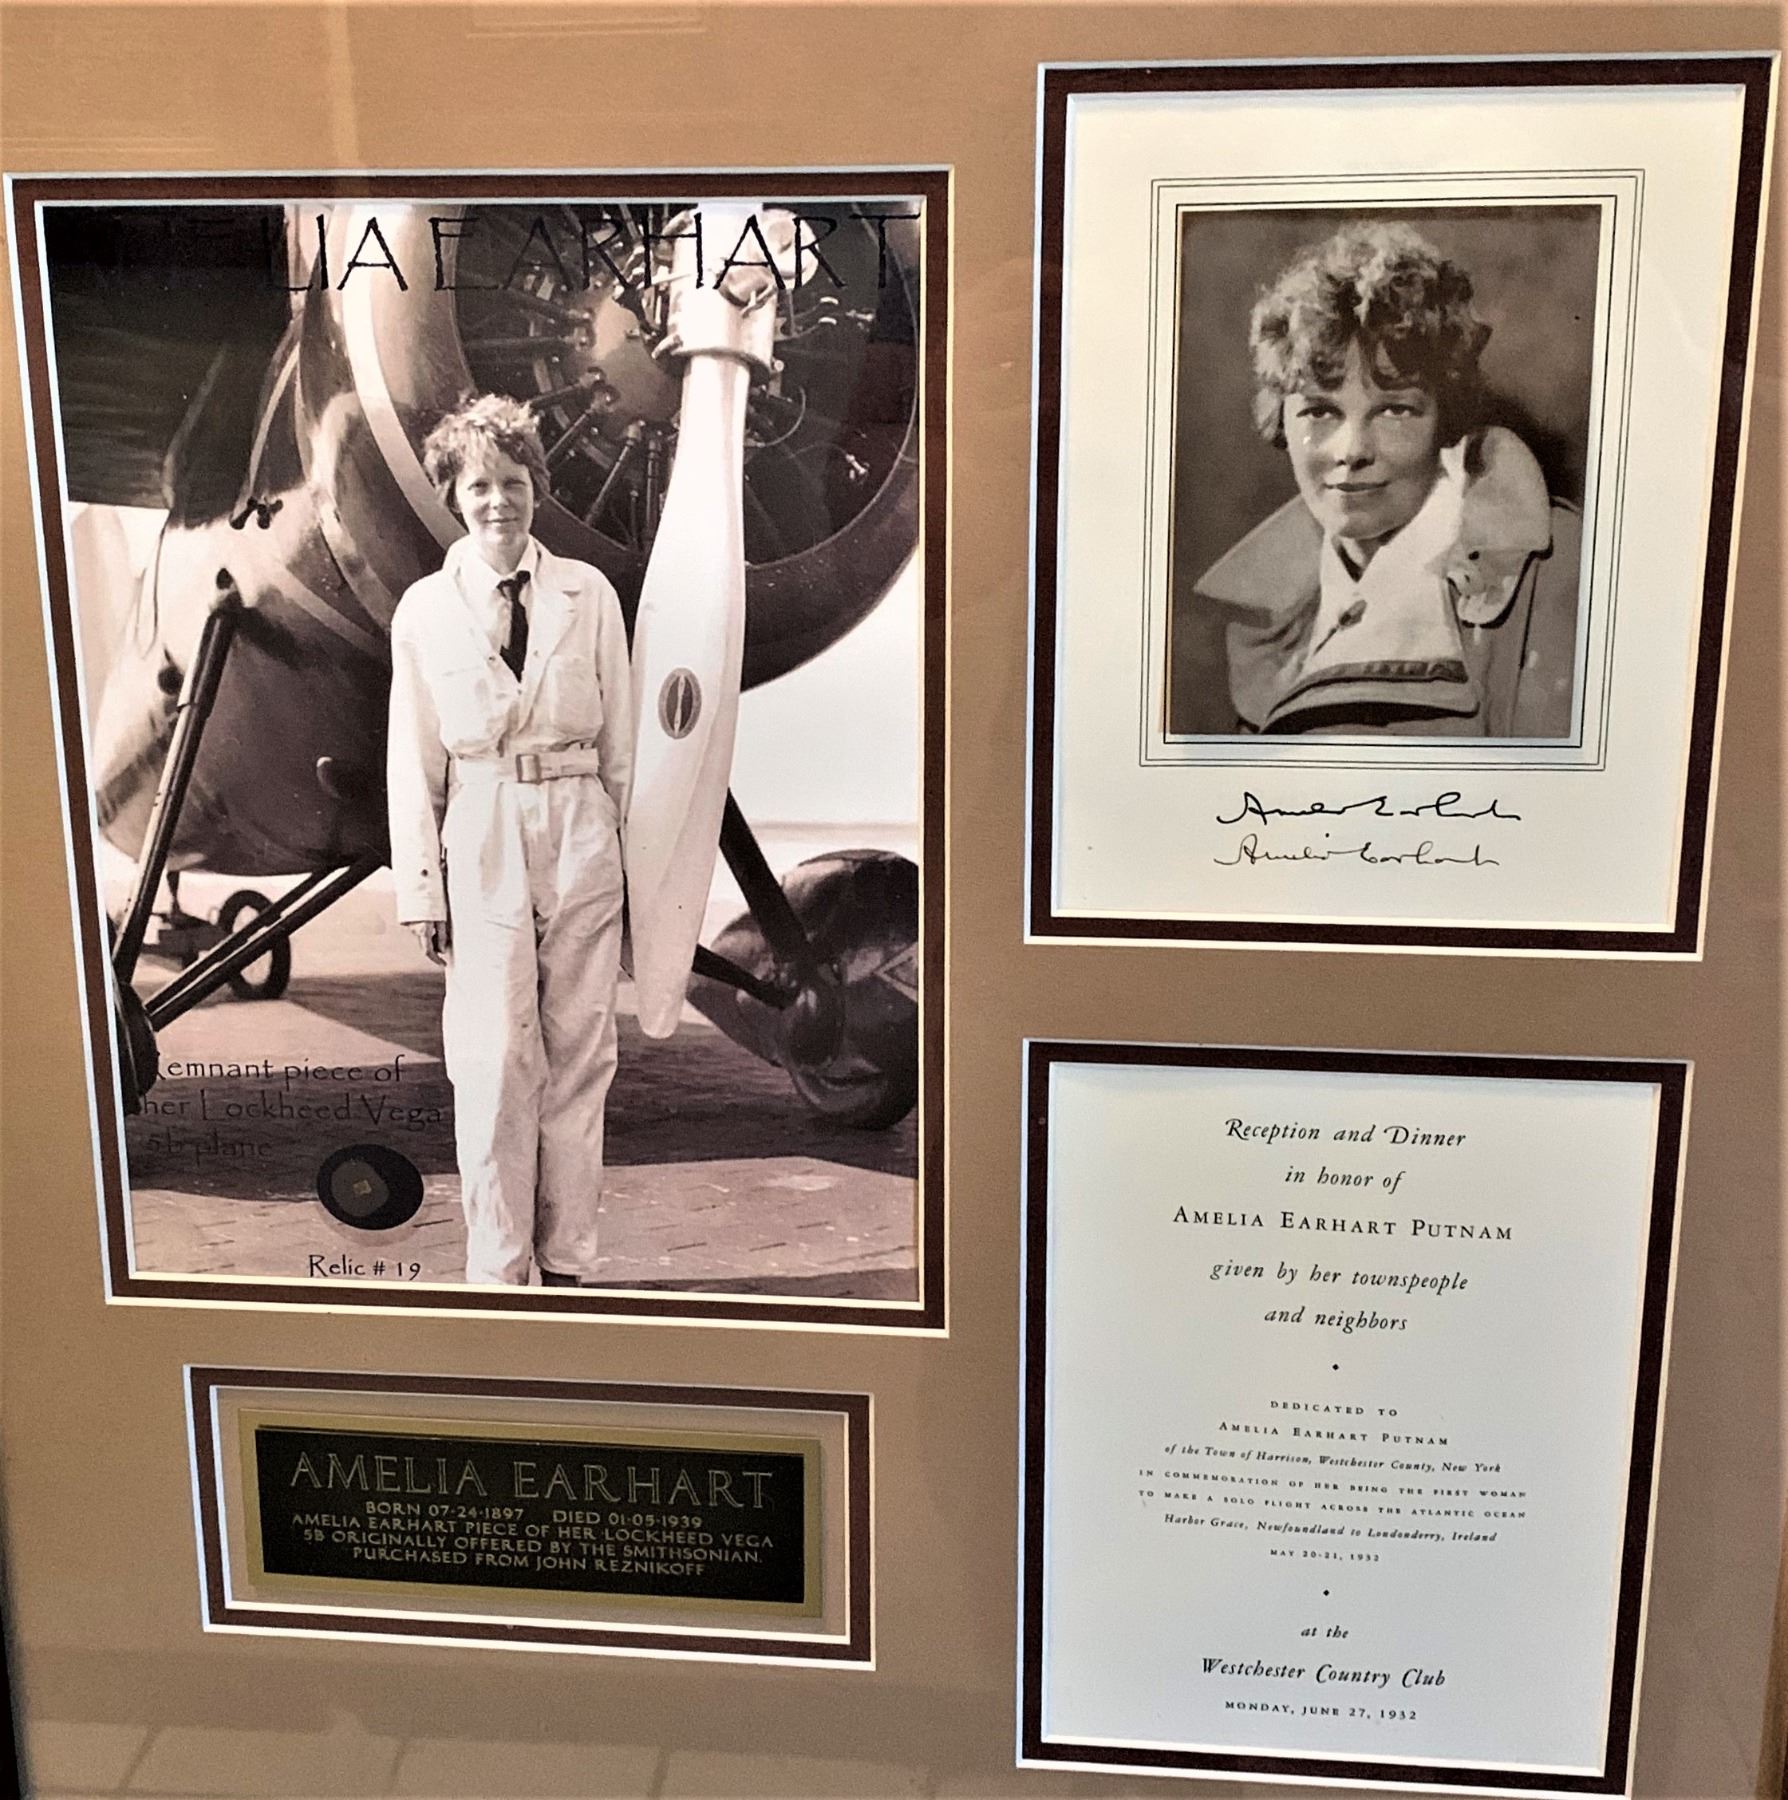 AMELIA EARHART
Remnant piece of
her Lockheed Vega
5b plane
Relic # 19
AMELIA EARHART
BORN 07-24-1897 DIED 01-05-1939
AMELIA EARHART PIECE OF HER LOCKHEED VEGA
5B ORIGINALLY OFFERED BY THE SMITHSONIAN.
PURCHASED FROM JOHN REZNIKOFF
Amelia Earhart
Amelia Earhart
Reception and Dinner
in honor of
AMELIA EARHART PUTNAM
given by her townspeople
and neighbors
DEDICATED TO
AMELIA EARHART PUTNAM
of the Town of Harrison, Westchester County, New York
IN COMMEMORATION OF HER BEING THE FIRST WOMAN
TO MAKE A SOLO FLIGHT ACROSS THE ATLANTIC OCEAN
Harbor Grace, Newfoundland to Londonderry, Ireland
MAY 20-21, 1932
at the
Westchester Country Club
MONDAY, JUNE 27, 1932